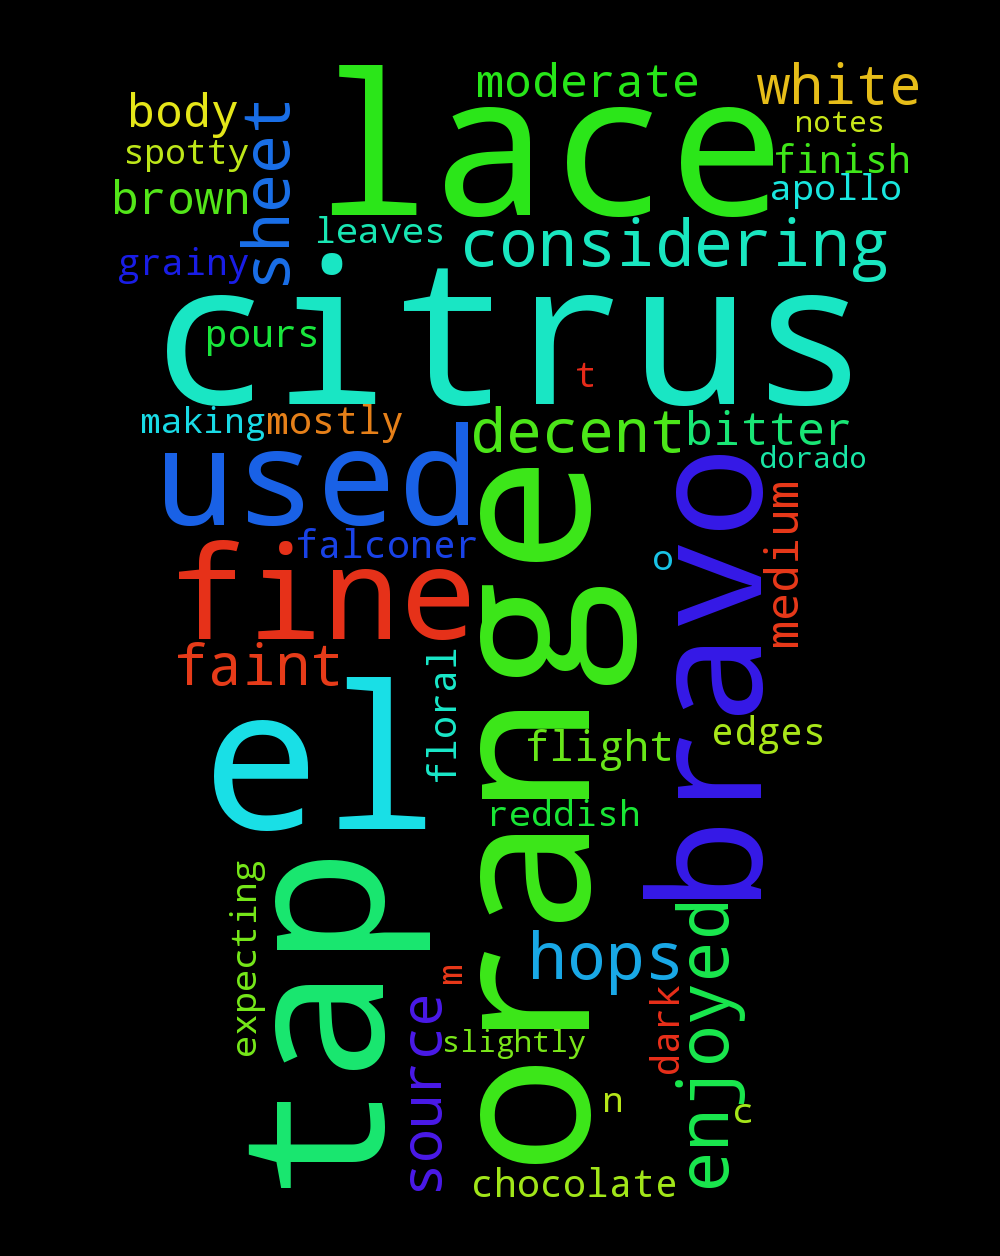 lace
moderate
white
body
notes
sheet
spotty
finish
brown
apollo
leaves
considering
grainy
citrus
pours
t
making
mostly
decent
bitter
used
dorado
bravo
orange
medium
falconer
o
fine
faint
floral
el
edges
flight
reddish
tap
expecting
enjoyed
hops
m
dark
source
slightly
n
c
chocolate